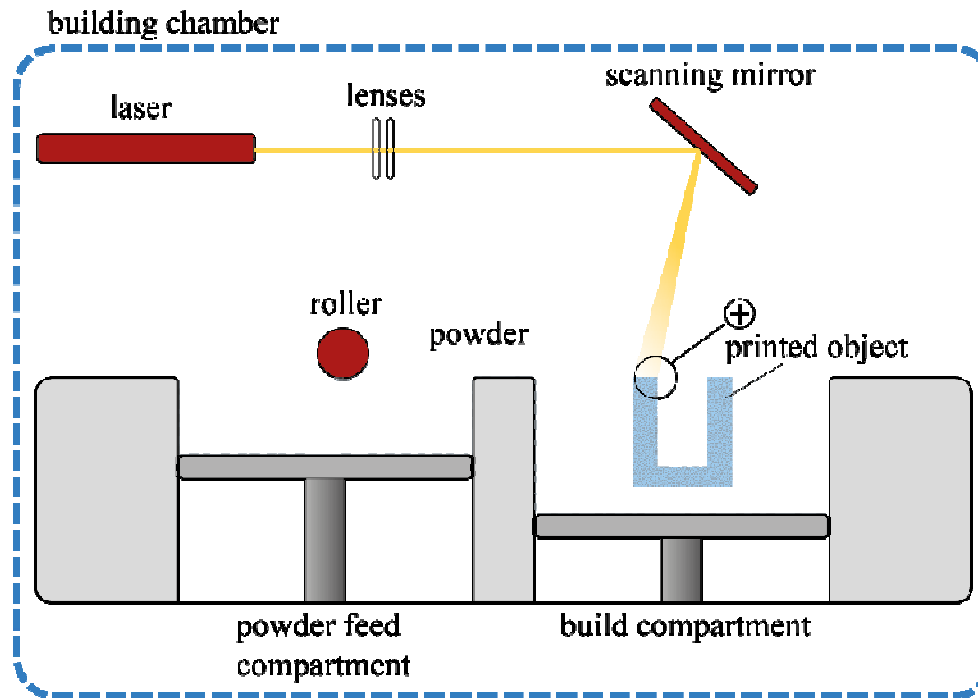 building chamber
scanning mirror
lenses
laser
roller
powder
printed object
powder feed
compartment
build compartment